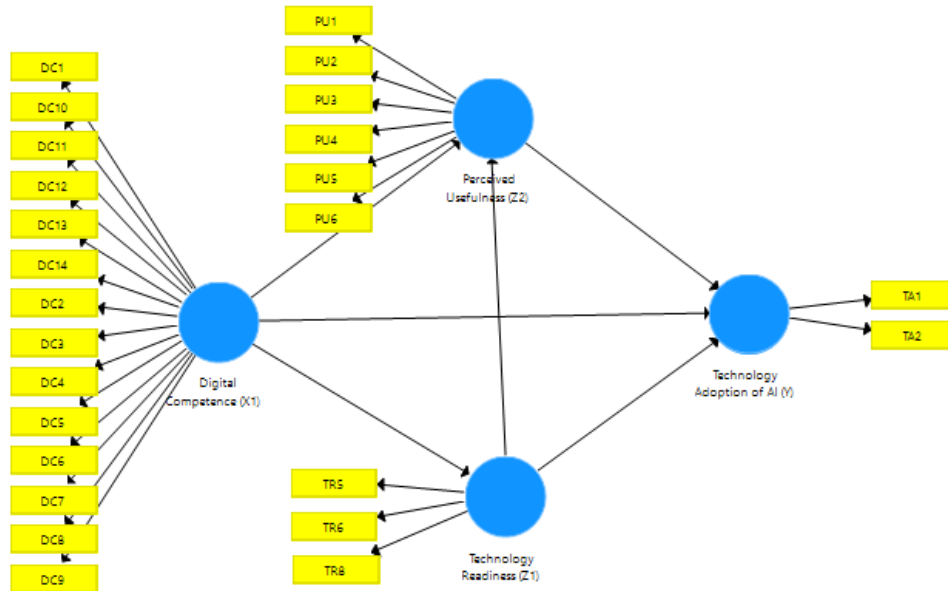 PU1
PU2
PU3
PU4
PU5
PU6
DC1
DC10
DC11
DC12
DC13
DC14
DC2
DC3
DC4
DC5
DC6
DC7
DC8
DC9
Perceived
Usefulness (Z2)
Digital
Competence (X1)
Technology
Adoption of AI (Y)
TA1
TA2
TR5
TR6
TR8
Technology
Readiness (Z1)